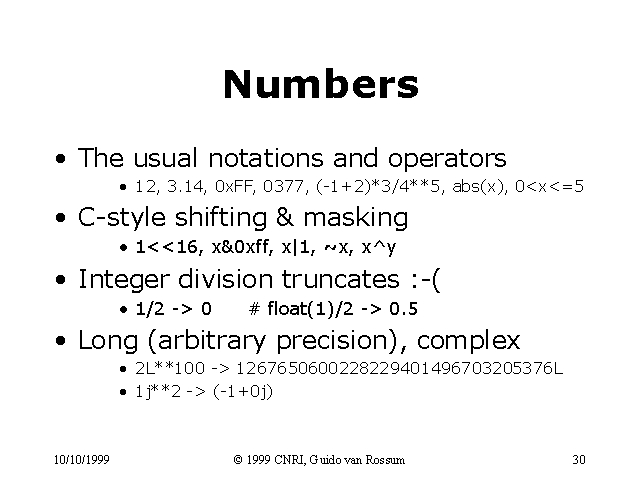 Numbers
• The usual notations and operators
• 12, 3.14, 0xFF, 0377, (-1+2)*3/4**5, abs(x), 0<x<=5
• C-style shifting & masking
• 1<<16, x&0xff, x|1, ~x, x^y
• Integer division truncates :-(
• 1/2 -> 0 # float(1)/2 -> 0.5
• Long (arbitrary precision), complex
• 2L**100 -> 1267650600228229401496703205376L
• 1j**2 -> (-1+0j)
10/10/1999 © 1999 CNRI, Guido van Rossum 30